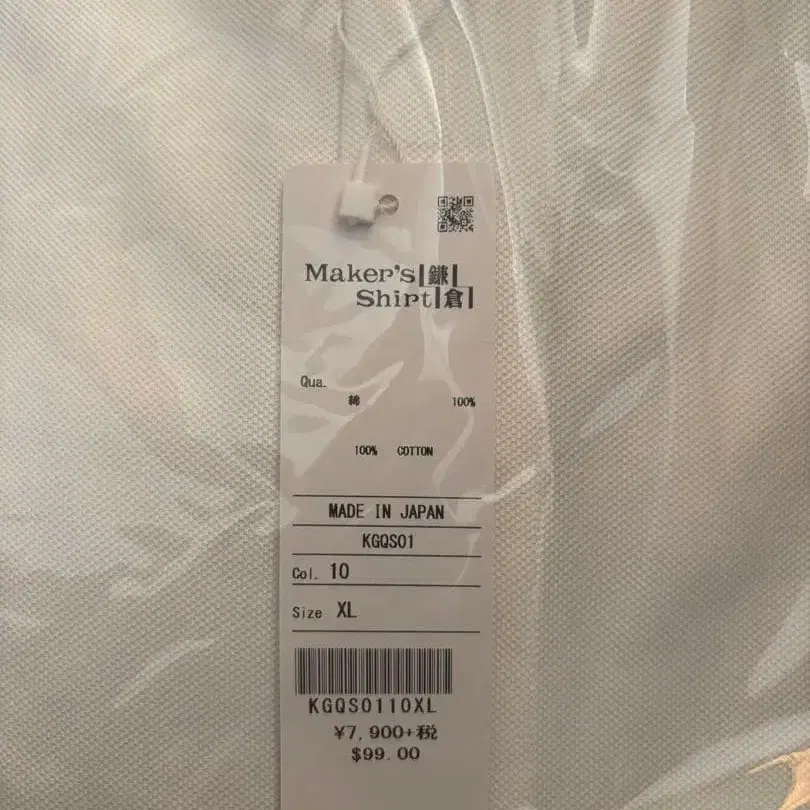 Maker's 鎌
Shirt 倉
Qua.
綿 100%
100% COTTON
MADE IN JAPAN
KGQS01
Col. 10
Size XL
KGQS0110XL
¥7,900+税
$99.00